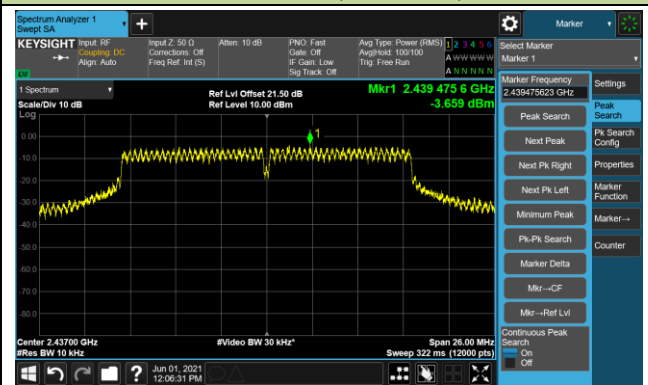 Spectrum Analyzer 1
Swept SA
+
Marker
KEYSIGHT
Input: RF
Coupling: DC
Align: Auto
Input Z: 50 Ω
Corrections: Off
Freq Ref: Int (S)
Atten: 10 dB
PNO: Fast
Gate: Off
IF Gain: Low
Sig Track: Off
Avg Type: Power (RMS)
Avg|Hold: 100/100
Trig: Free Run
1 2 3 4 5 6
A W W W W W
A N N N N N
LXI
Select Marker
Marker 1
1 Spectrum
Scale/Div 10 dB
Log
Ref Lvl Offset 21.50 dB
Ref Level 10.00 dBm
Mkr1 2.439 475 6 GHz
-3.659 dBm
1
0.00
-10.0
-20.0
-30.0
-40.0
-50.0
-60.0
-70.0
-80.0
Center 2.43700 GHz
#Res BW 10 kHz
#Video BW 30 kHz*
Span 26.00 MHz
Sweep 322 ms (12000 pts)
Marker Frequency
2.439475623 GHz
Peak Search
Next Peak
Next Pk Right
Next Pk Left
Minimum Peak
Pk-Pk Search
Marker Delta
Mkr→CF
Mkr→Ref Lvl
Continuous Peak
Search
On
Off
Settings
Peak
Search
Pk Search
Config
Properties
Marker
Function
Marker→
Counter
?
Jun 01, 2021
12:06:31 PM